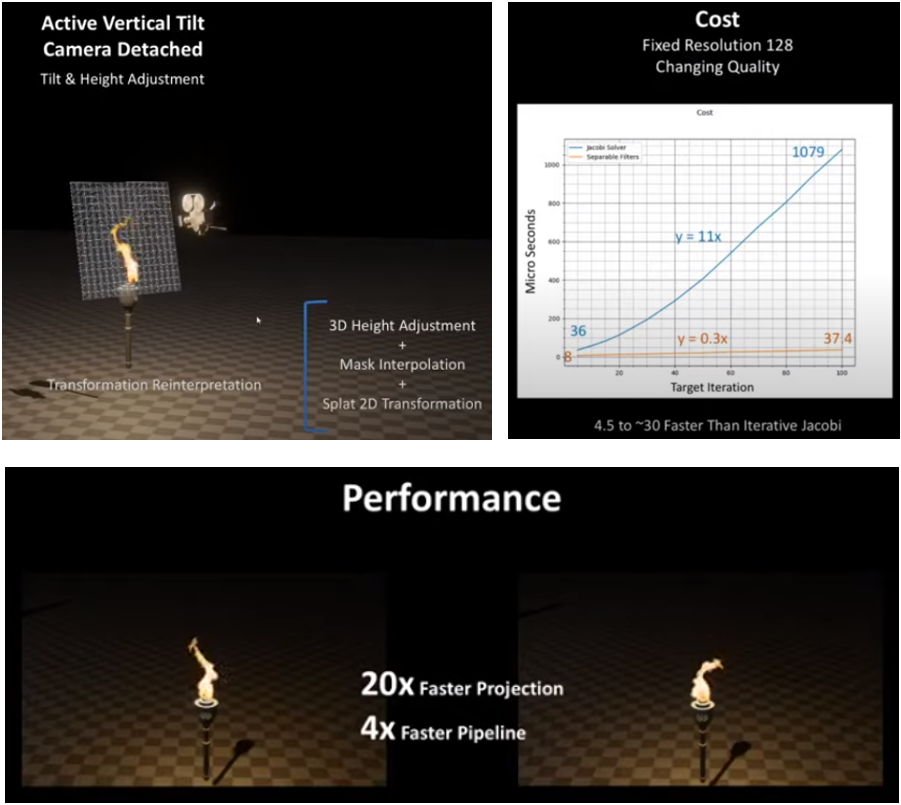 Active Vertical Tilt
Camera Detached
Tilt & Height Adjustment
3D Height Adjustment
+
Mask Interpolation
+
Splat 2D Transformation
Transformation Reinterpretation
Cost
Fixed Resolution 128
Changing Quality
Cost
Jacobi Solver
Separable Filters
1079
1000
800
y = 11x
600
400
200
36
y = 0.3x
37.4
0
8
20
40
60
80
100
Micro Seconds
Target Iteration
4.5 to ~30 Faster Than Iterative Jacobi
Performance
20x Faster Projection
4x Faster Pipeline